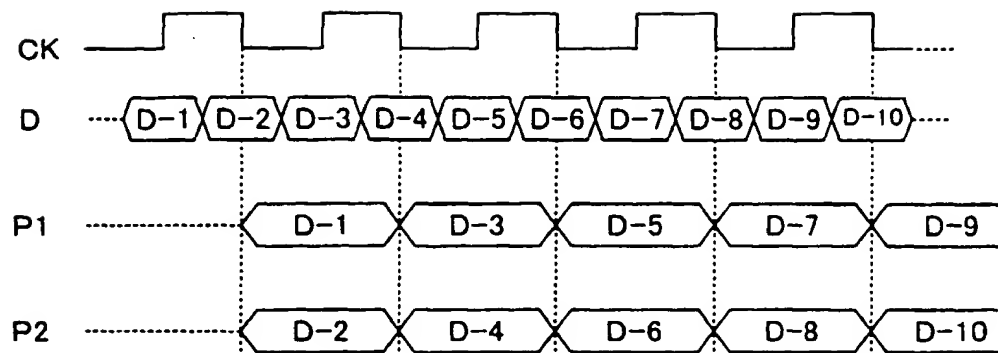 CK
D D-1 D-2 D-3 D-4 D-5 D-6 D-7 D-8 D-9 D-10
P1 D-1 D-3 D-5 D-7 D-9
P2 D-2 D-4 D-6 D-8 D-10